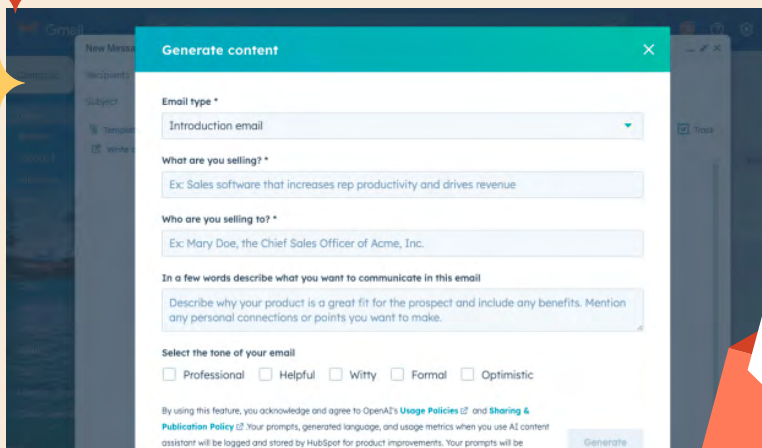 Gmail
New Messa
Generate content
Recipients
Subject
Email type *
Introduction email
Track
What are you selling? *
Ex: Sales software that increases rep productivity and drives revenue
Who are you selling to? *
Ex: Mary Doe, the Chief Sales Officer of Acme, Inc.
In a few words describe what you want to communicate in this email
Describe why your product is a great fit for the prospect and include any benefits. Mention
any personal connections or points you want to make.
Select the tone of your email
Professional Helpful Witty Formal Optimistic
By using this feature, you acknowledge and agree to OpenAI's Usage Policies and Sharing &
Publication Policy Your prompts, generated language, and usage metrics when you use AI content
assistant will be logged and stored by HubSpot for product improvements. Your prompts will be
Generate